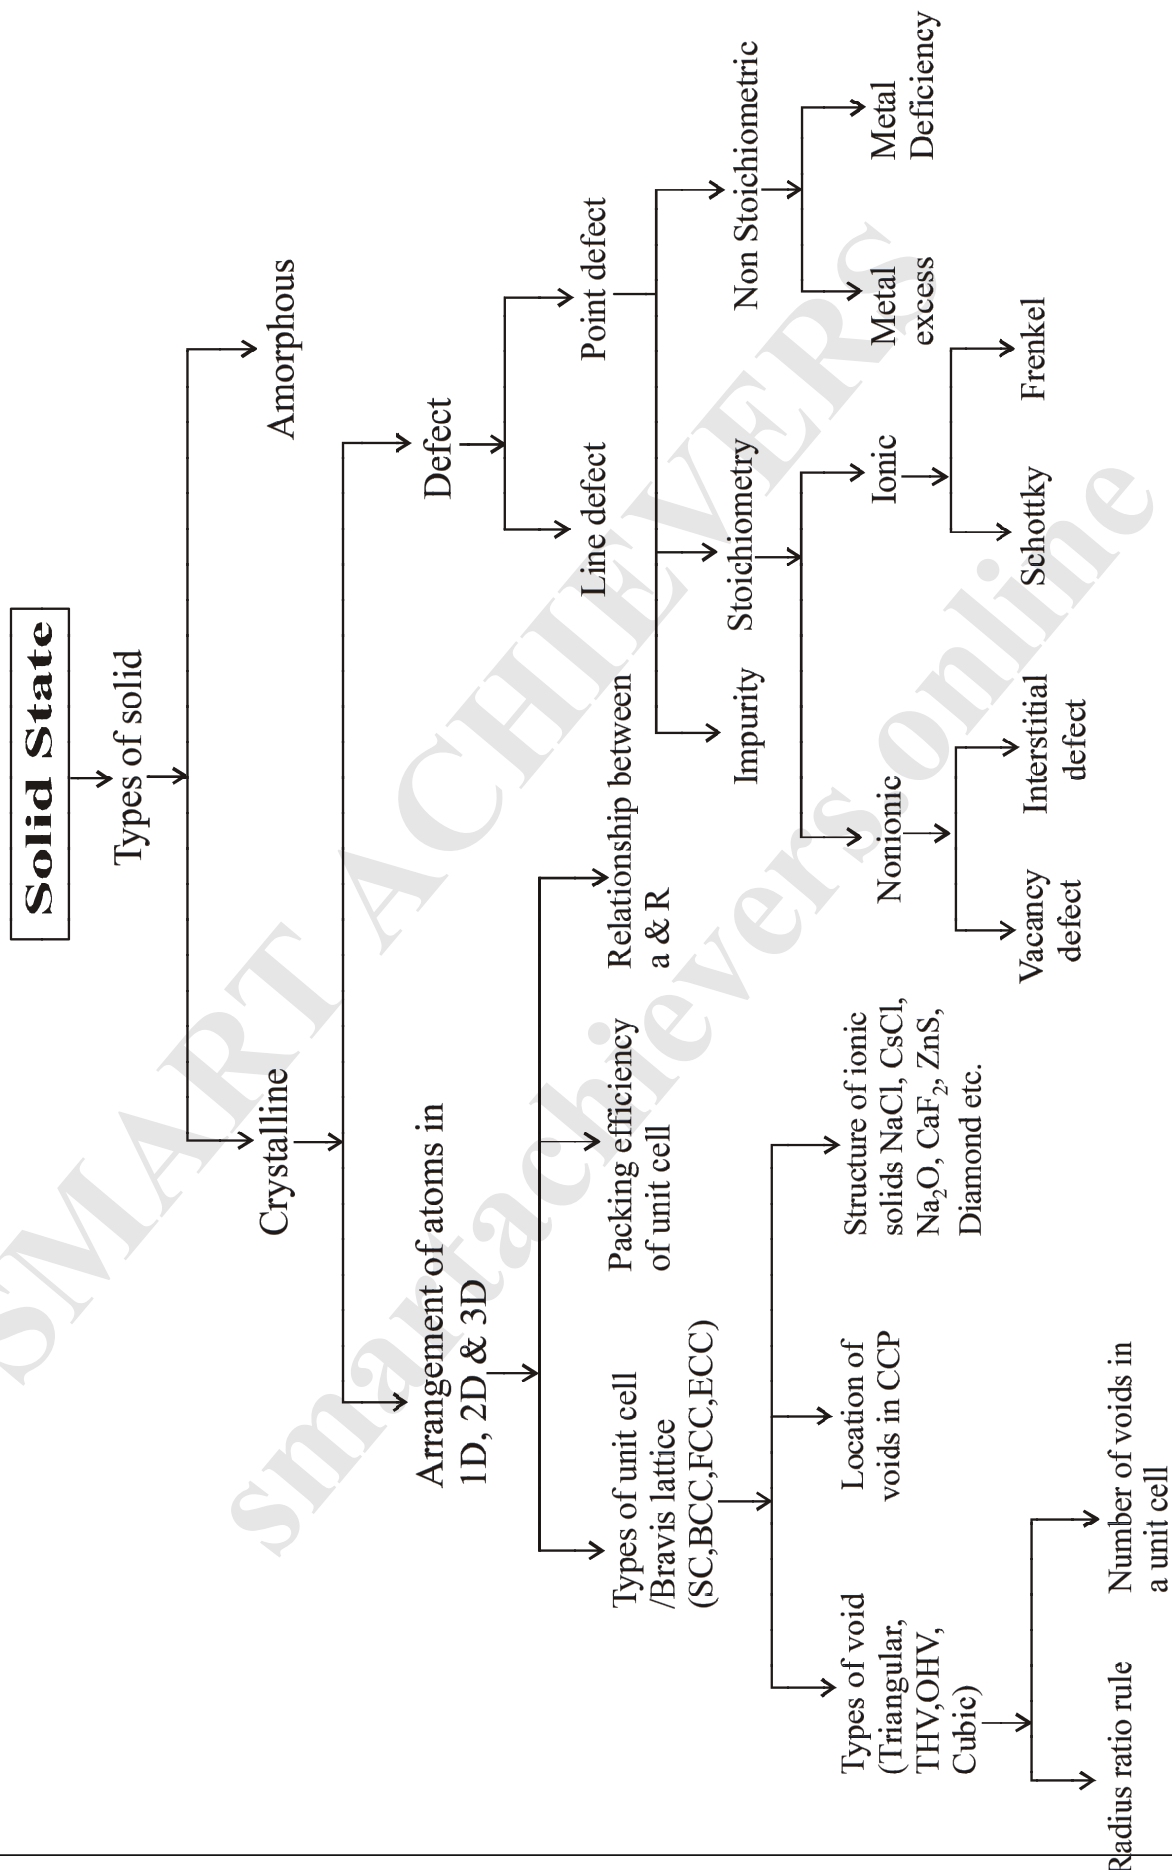 Solid State
Types of solid
Crystalline
Amorphous
Arrangement of atoms in
1D, 2D & 3D
Defect
Types of unit cell
/Bravis lattice
(SC,BCC,FCC,ECC)
Packing efficiency
of unit cell
Relationship between
a & R
Line defect
Point defect
Types of void
(Triangular,
THV,OHV,
Cubic)
Location of
voids in CCP
Structure of ionic
solids NaCl, CsCl,
Na₂O, CaF₂, ZnS,
Diamond etc.
Impurity
Stoichiometry
Non Stoichiometric
Nonionic
Ionic
Metal
excess
Metal
Deficiency
Radius ratio rule
Number of voids in
a unit cell
Vacancy
defect
Interstitial
defect
Schottky
Frenkel
SMART ACHIEVERS
smartachievers.online